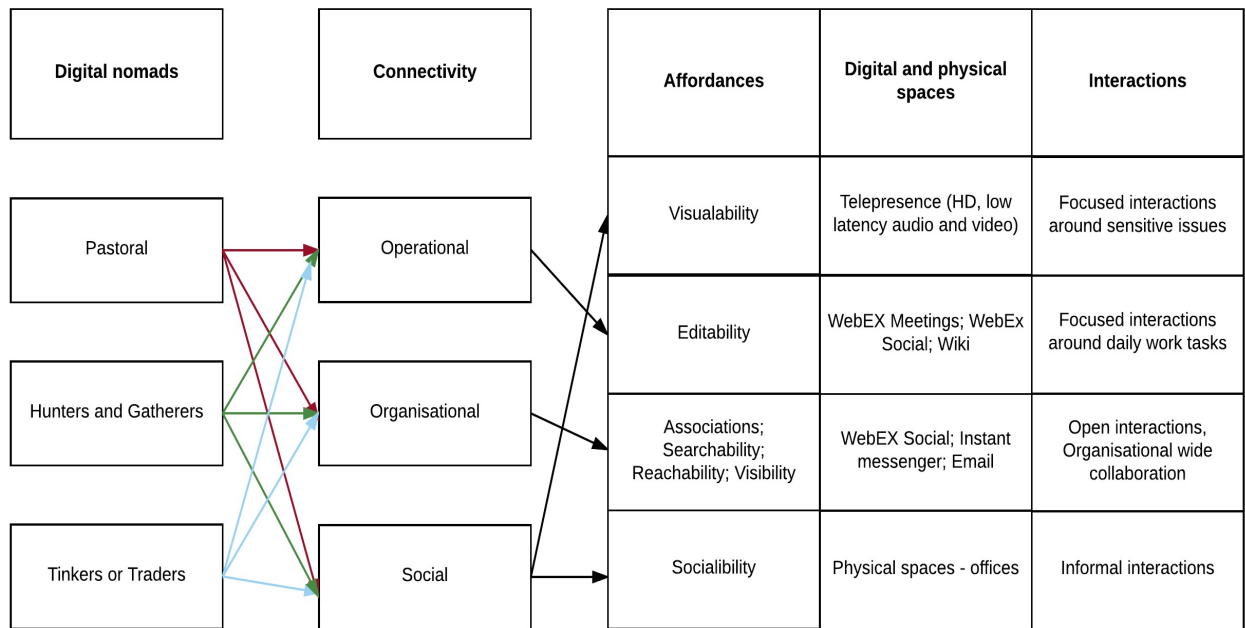 Digital nomads
Connectivity
Affordances
Digital and physical
spaces
Interactions
Pastoral
Operational
Visualability
Telepresence (HD, low
latency audio and video)
Focused interactions
around sensitive issues
Editability
WebEX Meetings; WebEx
Social; Wiki
Focused interactions
around daily work tasks
Hunters and Gatherers
Organisational
Associations;
Searchability;
Reachability; Visibility
WebEX Social; Instant
messenger; Email
Open interactions,
Organisational wide
collaboration
Tinkers or Traders
Social
Socialibility
Physical spaces - offices
Informal interactions